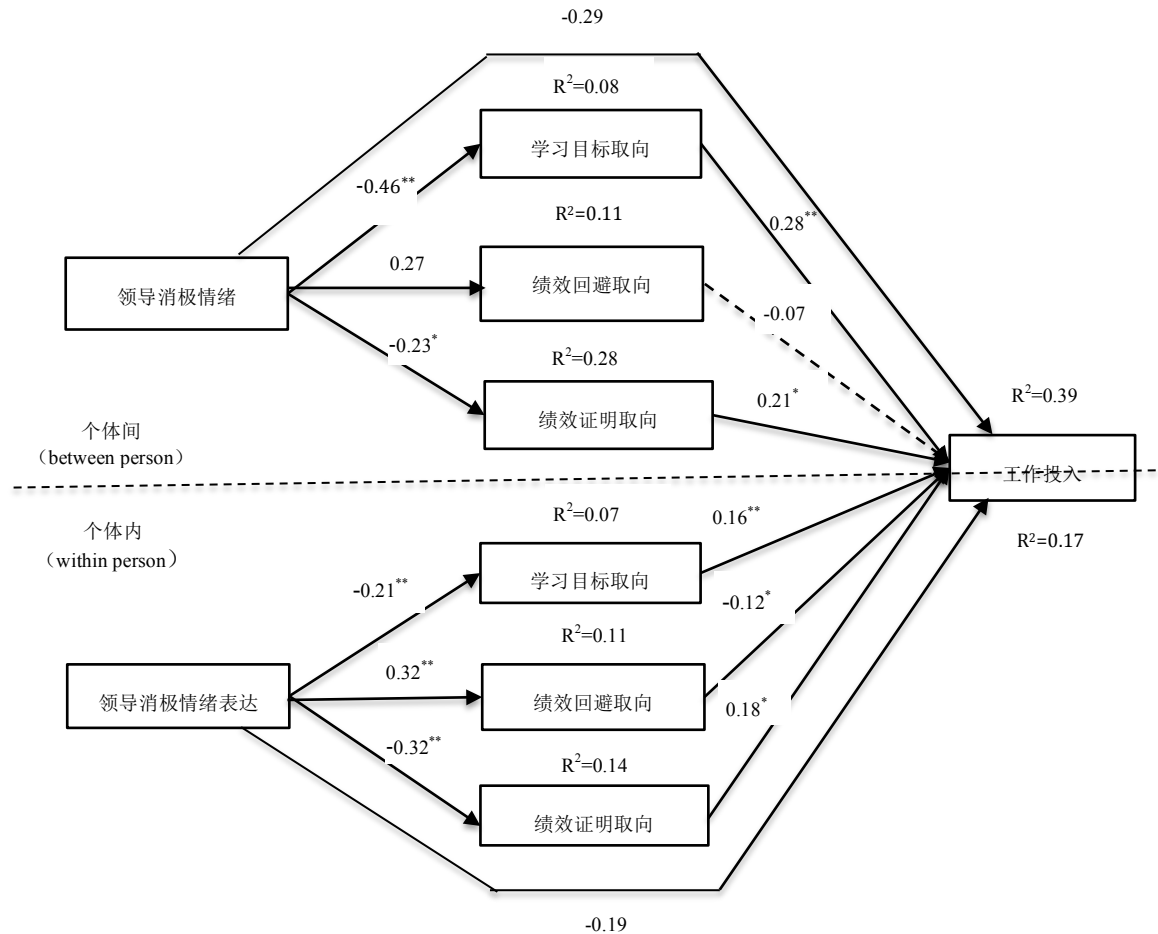 -0.29
R²=0.08
学习目标取向
-0.46**
R²=0.11
0.28**
领导消极情绪
0.27
绩效回避取向
-0.07
-0.23*
R²=0.28
绩效证明取向
0.21*
R²=0.39
个体间
（between person）
工作投入
个体内
（within person）
R²=0.07
0.16**
R²=0.17
学习目标取向
-0.21**
-0.12*
R²=0.11
领导消极情绪表达
0.32**
绩效回避取向
0.18*
-0.32**
R²=0.14
绩效证明取向
-0.19